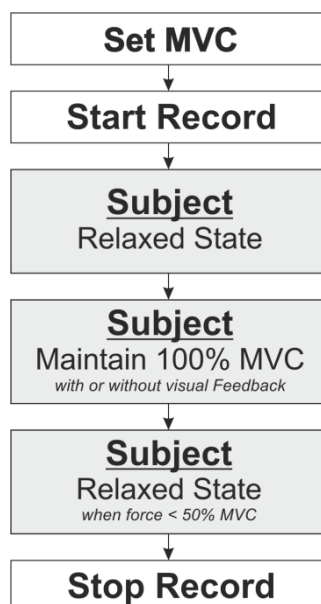 Set MVC
Start Record
Subject
Relaxed State
Subject
Maintain 100% MVC
with or without visual Feedback
Subject
Relaxed State
when force < 50% MVC
Stop Record